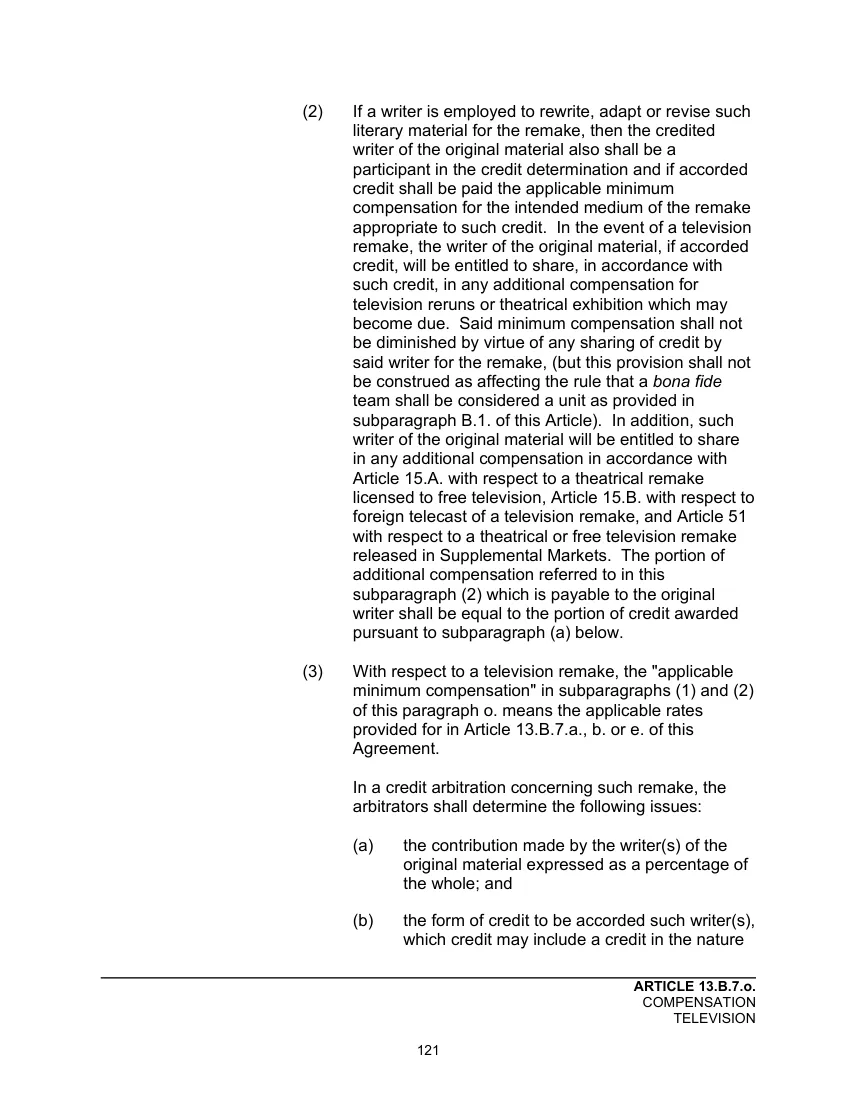 (2) If a writer is employed to rewrite, adapt or revise such
literary material for the remake, then the credited
writer of the original material also shall be a
participant in the credit determination and if accorded
credit shall be paid the applicable minimum
compensation for the intended medium of the remake
appropriate to such credit.  In the event of a television
remake, the writer of the original material, if accorded
credit, will be entitled to share, in accordance with
such credit, in any additional compensation for
television reruns or theatrical exhibition which may
become due.  Said minimum compensation shall not
be diminished by virtue of any sharing of credit by
said writer for the remake, (but this provision shall not
be construed as affecting the rule that a bona fide
team shall be considered a unit as provided in
subparagraph B.1. of this Article).  In addition, such
writer of the original material will be entitled to share
in any additional compensation in accordance with
Article 15.A. with respect to a theatrical remake
licensed to free television, Article 15.B. with respect to
foreign telecast of a television remake, and Article 51
with respect to a theatrical or free television remake
released in Supplemental Markets.  The portion of
additional compensation referred to in this
subparagraph (2) which is payable to the original
writer shall be equal to the portion of credit awarded
pursuant to subparagraph (a) below.
(3) With respect to a television remake, the "applicable
minimum compensation" in subparagraphs (1) and (2)
of this paragraph o. means the applicable rates
provided for in Article 13.B.7.a., b. or e. of this
Agreement.
In a credit arbitration concerning such remake, the
arbitrators shall determine the following issues:
(a) the contribution made by the writer(s) of the
original material expressed as a percentage of
the whole; and
(b) the form of credit to be accorded such writer(s),
which credit may include a credit in the nature
ARTICLE 13.B.7.o.
COMPENSATION
TELEVISION
121